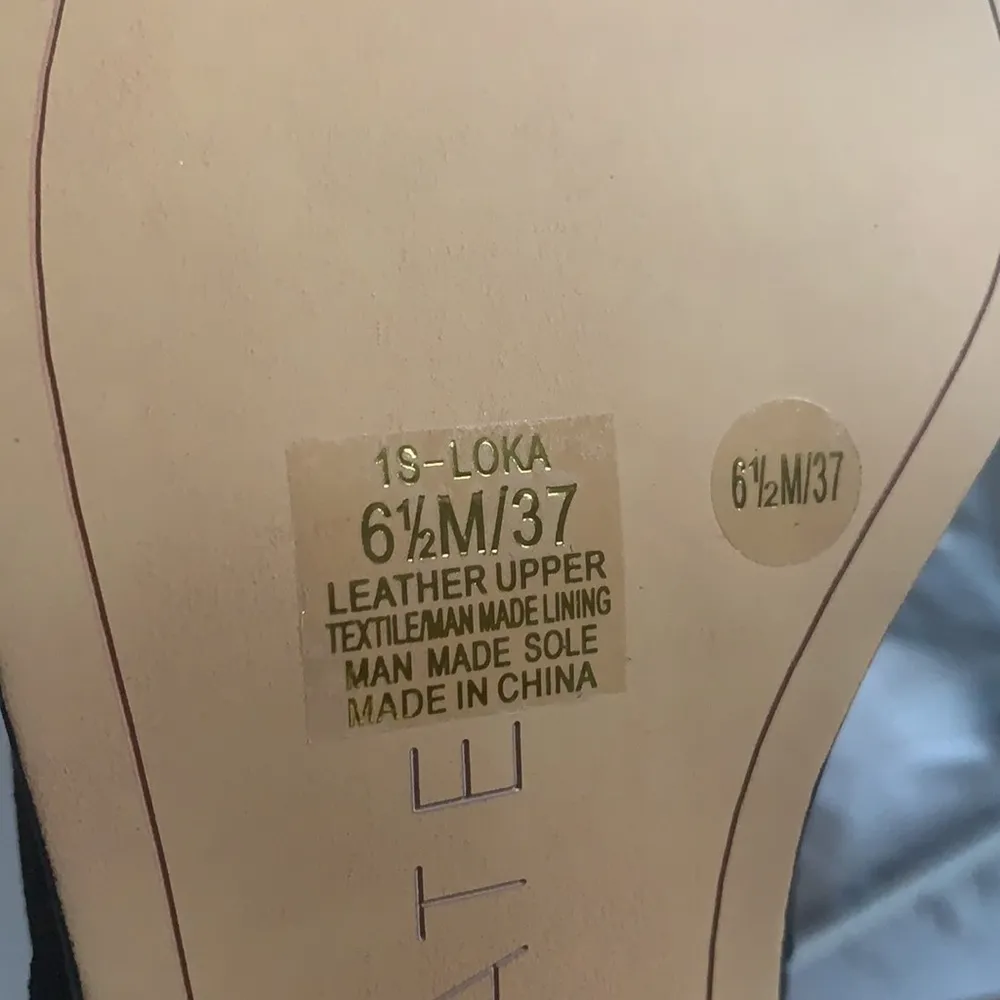 1S-LOKA
6½M/37
LEATHER UPPER
TEXTILE/MAN MADE LINING
MAN MADE SOLE
MADE IN CHINA
6½M/37
ATE